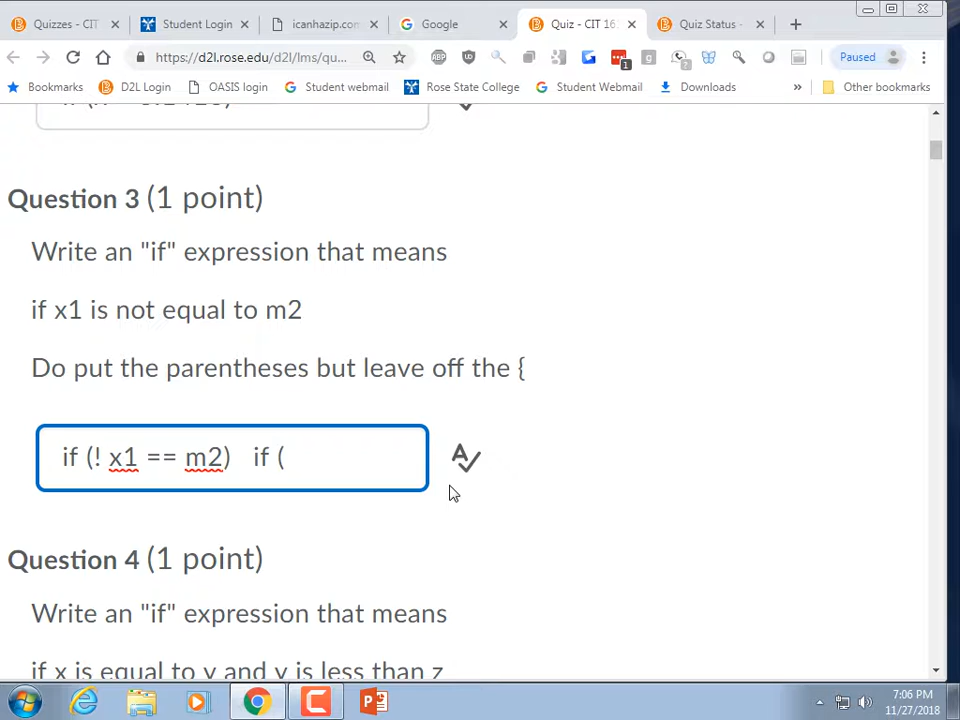 Quizzes - CIT
Student Login
icanhazip.com
Google
Quiz - CIT 16
Quiz Status -
https://d2l.rose.edu/d2l/lms/qu...
Paused
Bookmarks
D2L Login
OASIS login
Student webmail
Rose State College
Student Webmail
Downloads
»
Other bookmarks
Question 3 (1 point)
Write an "if" expression that means
if x1 is not equal to m2
Do put the parentheses but leave off the {
if (! x1 == m2)   if (
Question 4 (1 point)
Write an "if" expression that means
if x is equal to y and y is less than z
7:06 PM
11/27/2018